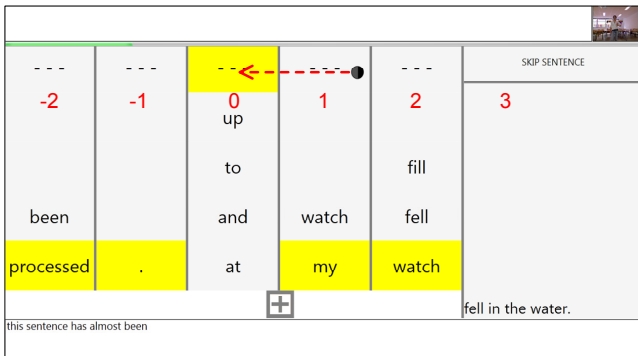 --- --- --- --- --- SKIP SENTENCE
-2 -1 0 1 2 3
up
to fill
been and watch fell
processed . at my watch
fell in the water.
this sentence has almost been